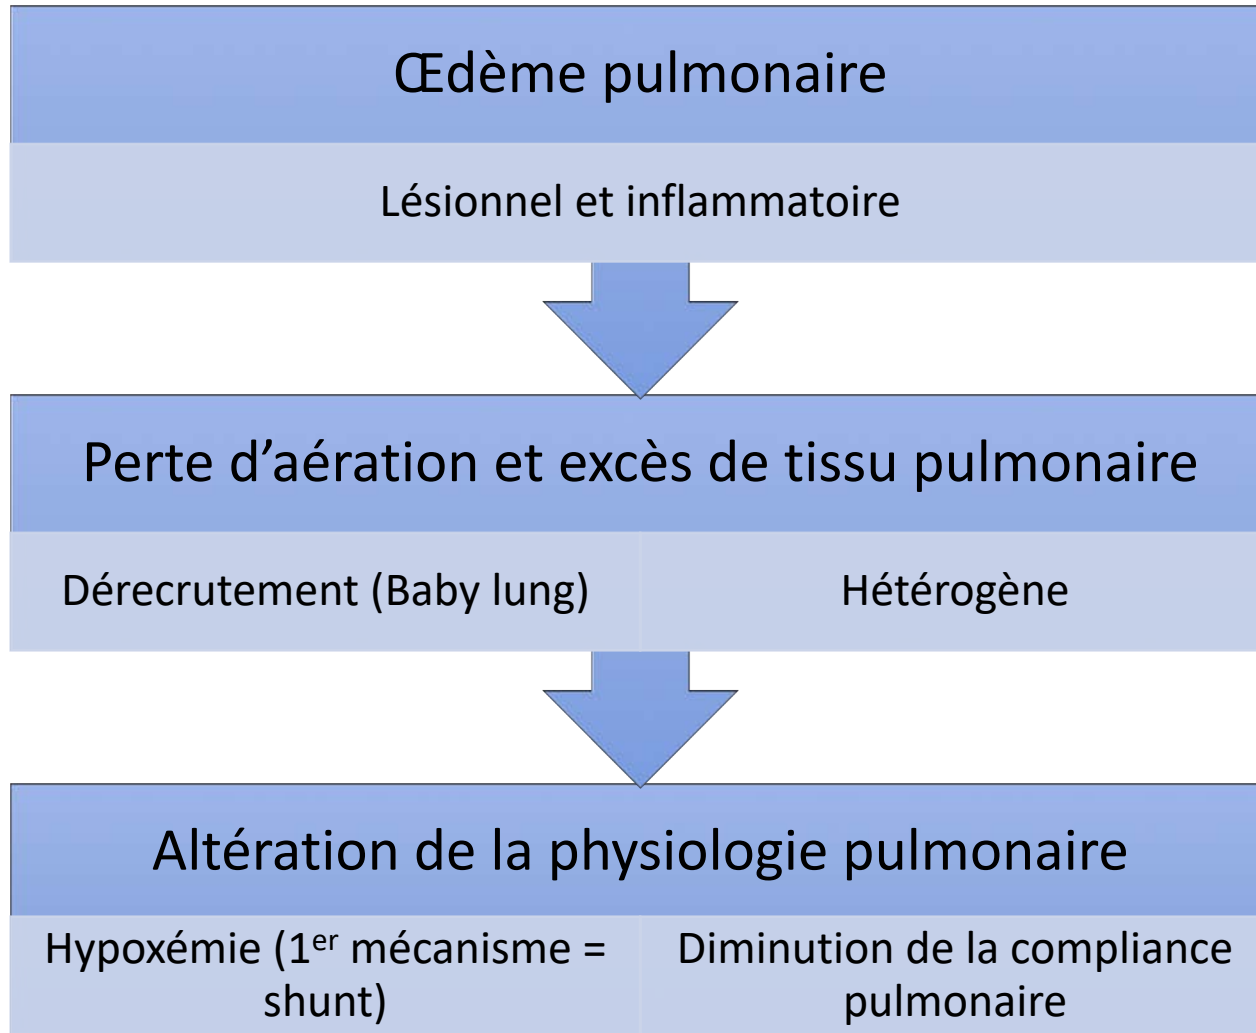 Œdème pulmonaire
Lésionnel et inflammatoire
Perte d’aération et excès de tissu pulmonaire
Dérecrutement (Baby lung)
Hétérogène
Altération de la physiologie pulmonaire
Hypoxémie (1er mécanisme =
shunt)
Diminution de la compliance
pulmonaire